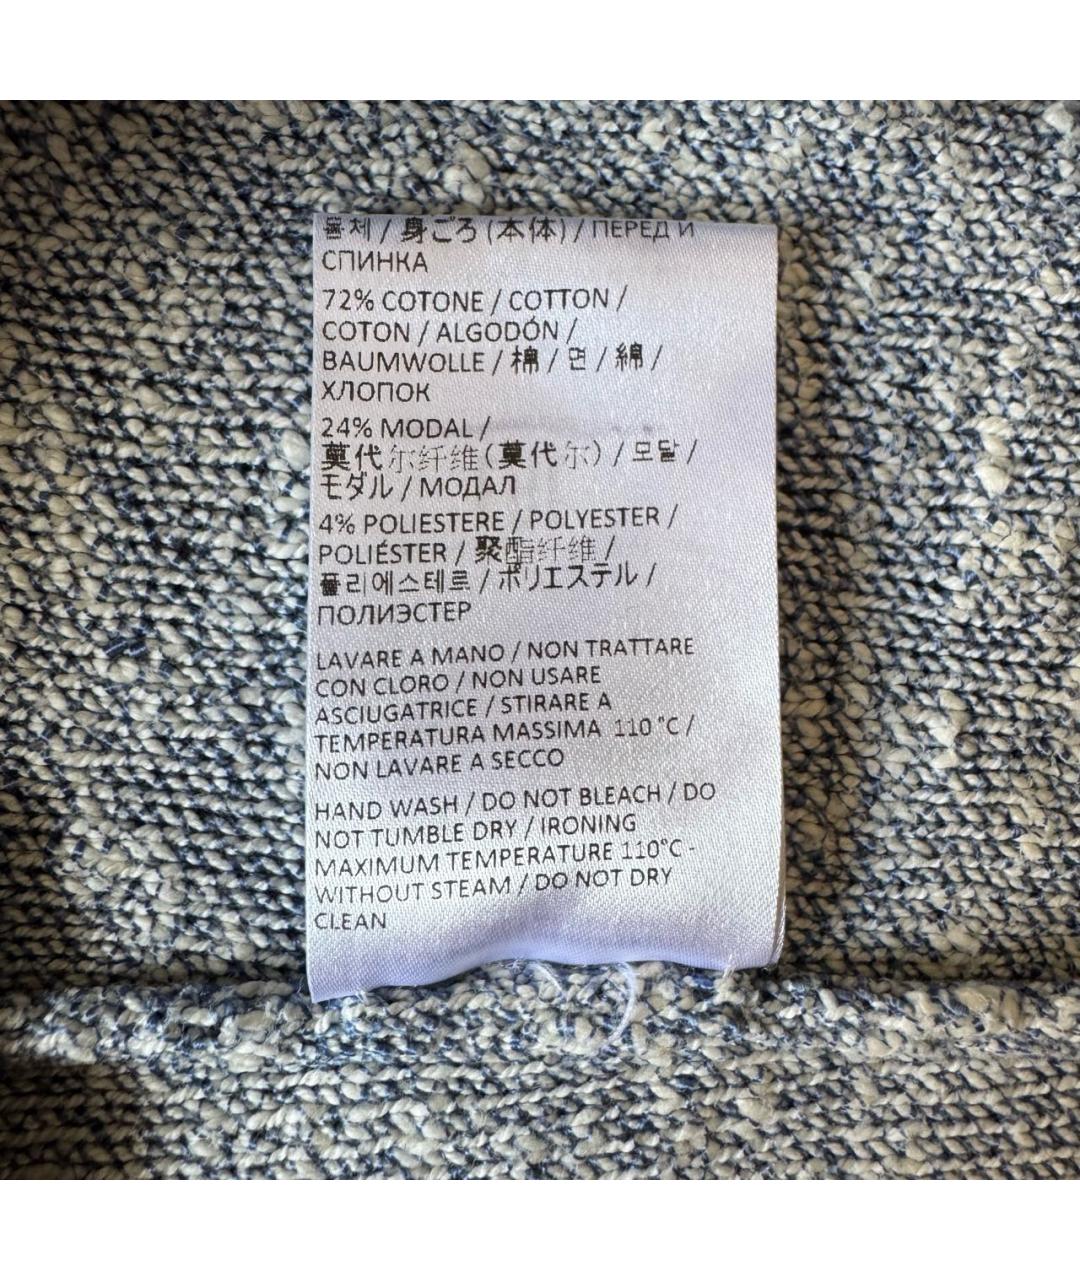 몸체 / 身ごろ (本体) / ПЕРЕД И
СПИНКА
72% COTONE / COTTON /
COTON / ALGODÓN /
BAUMWOLLE / 棉 / 면 / 綿 /
ХЛОПОК
24% MODAL /
莫代尔纤维(莫代尔) / 모달 /
モダル / МОДАЛ
4% POLIESTERE / POLYESTER /
POLIÉSTER / 聚酯纤维 /
폴리에스테르 / ポリエステル /
ПОЛИЭСТЕР
LAVARE A MANO / NON TRATTARE
CON CLORO / NON USARE
ASCIUGATRICE / STIRARE A
TEMPERATURA MASSIMA 110 °C /
NON LAVARE A SECCO
HAND WASH / DO NOT BLEACH / DO
NOT TUMBLE DRY / IRONING
MAXIMUM TEMPERATURE 110°C -
WITHOUT STEAM / DO NOT DRY
CLEAN